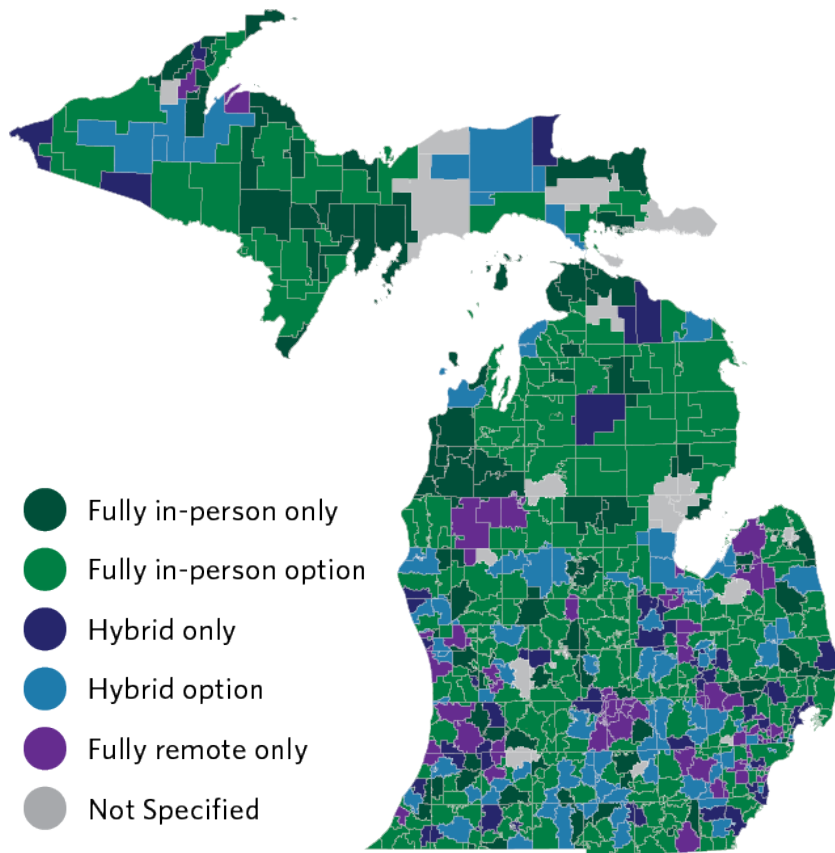 Fully in-person only
Fully in-person option
Hybrid only
Hybrid option
Fully remote only
Not Specified